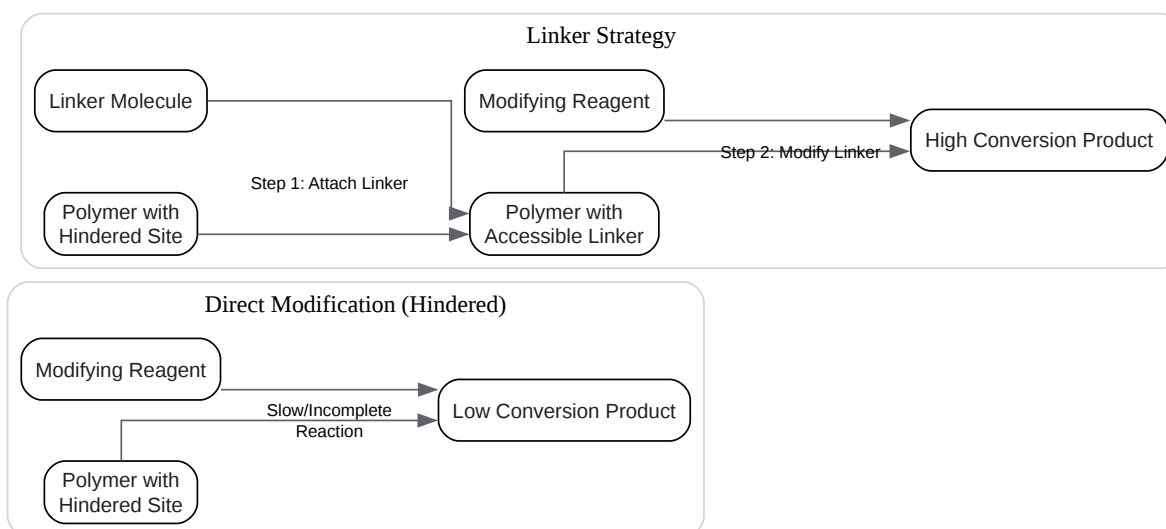 Linker Strategy
Linker Molecule
Modifying Reagent
High Conversion Product
Step 2: Modify Linker
Step 1: Attach Linker
Polymer with
Hindered Site
Polymer with
Accessible Linker
Direct Modification (Hindered)
Modifying Reagent
Slow/Incomplete
Reaction
Low Conversion Product
Polymer with
Hindered Site